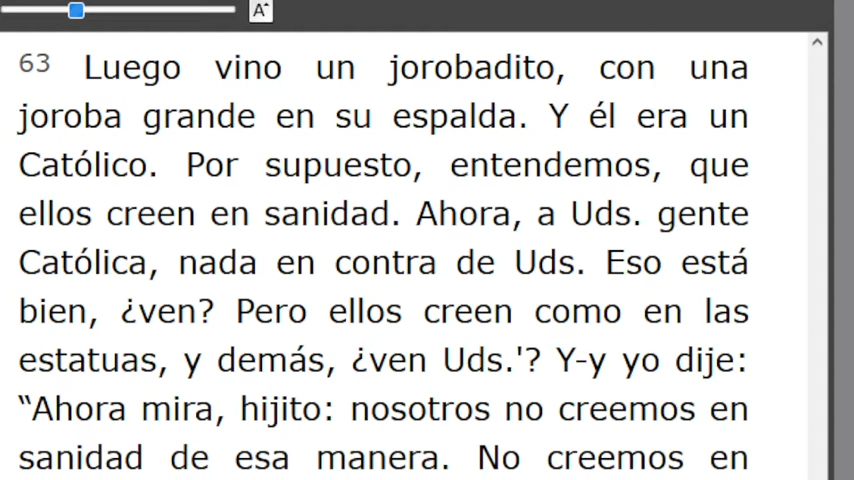 A^
63 Luego vino un jorobadito, con una
joroba grande en su espalda. Y él era un
Católico. Por supuesto, entendemos, que
ellos creen en sanidad. Ahora, a Uds. gente
Católica, nada en contra de Uds. Eso está
bien, ¿ven? Pero ellos creen como en las
estatuas, y demás, ¿ven Uds.'? Y-y yo dije:
“Ahora mira, hijito: nosotros no creemos en
sanidad de esa manera. No creemos en